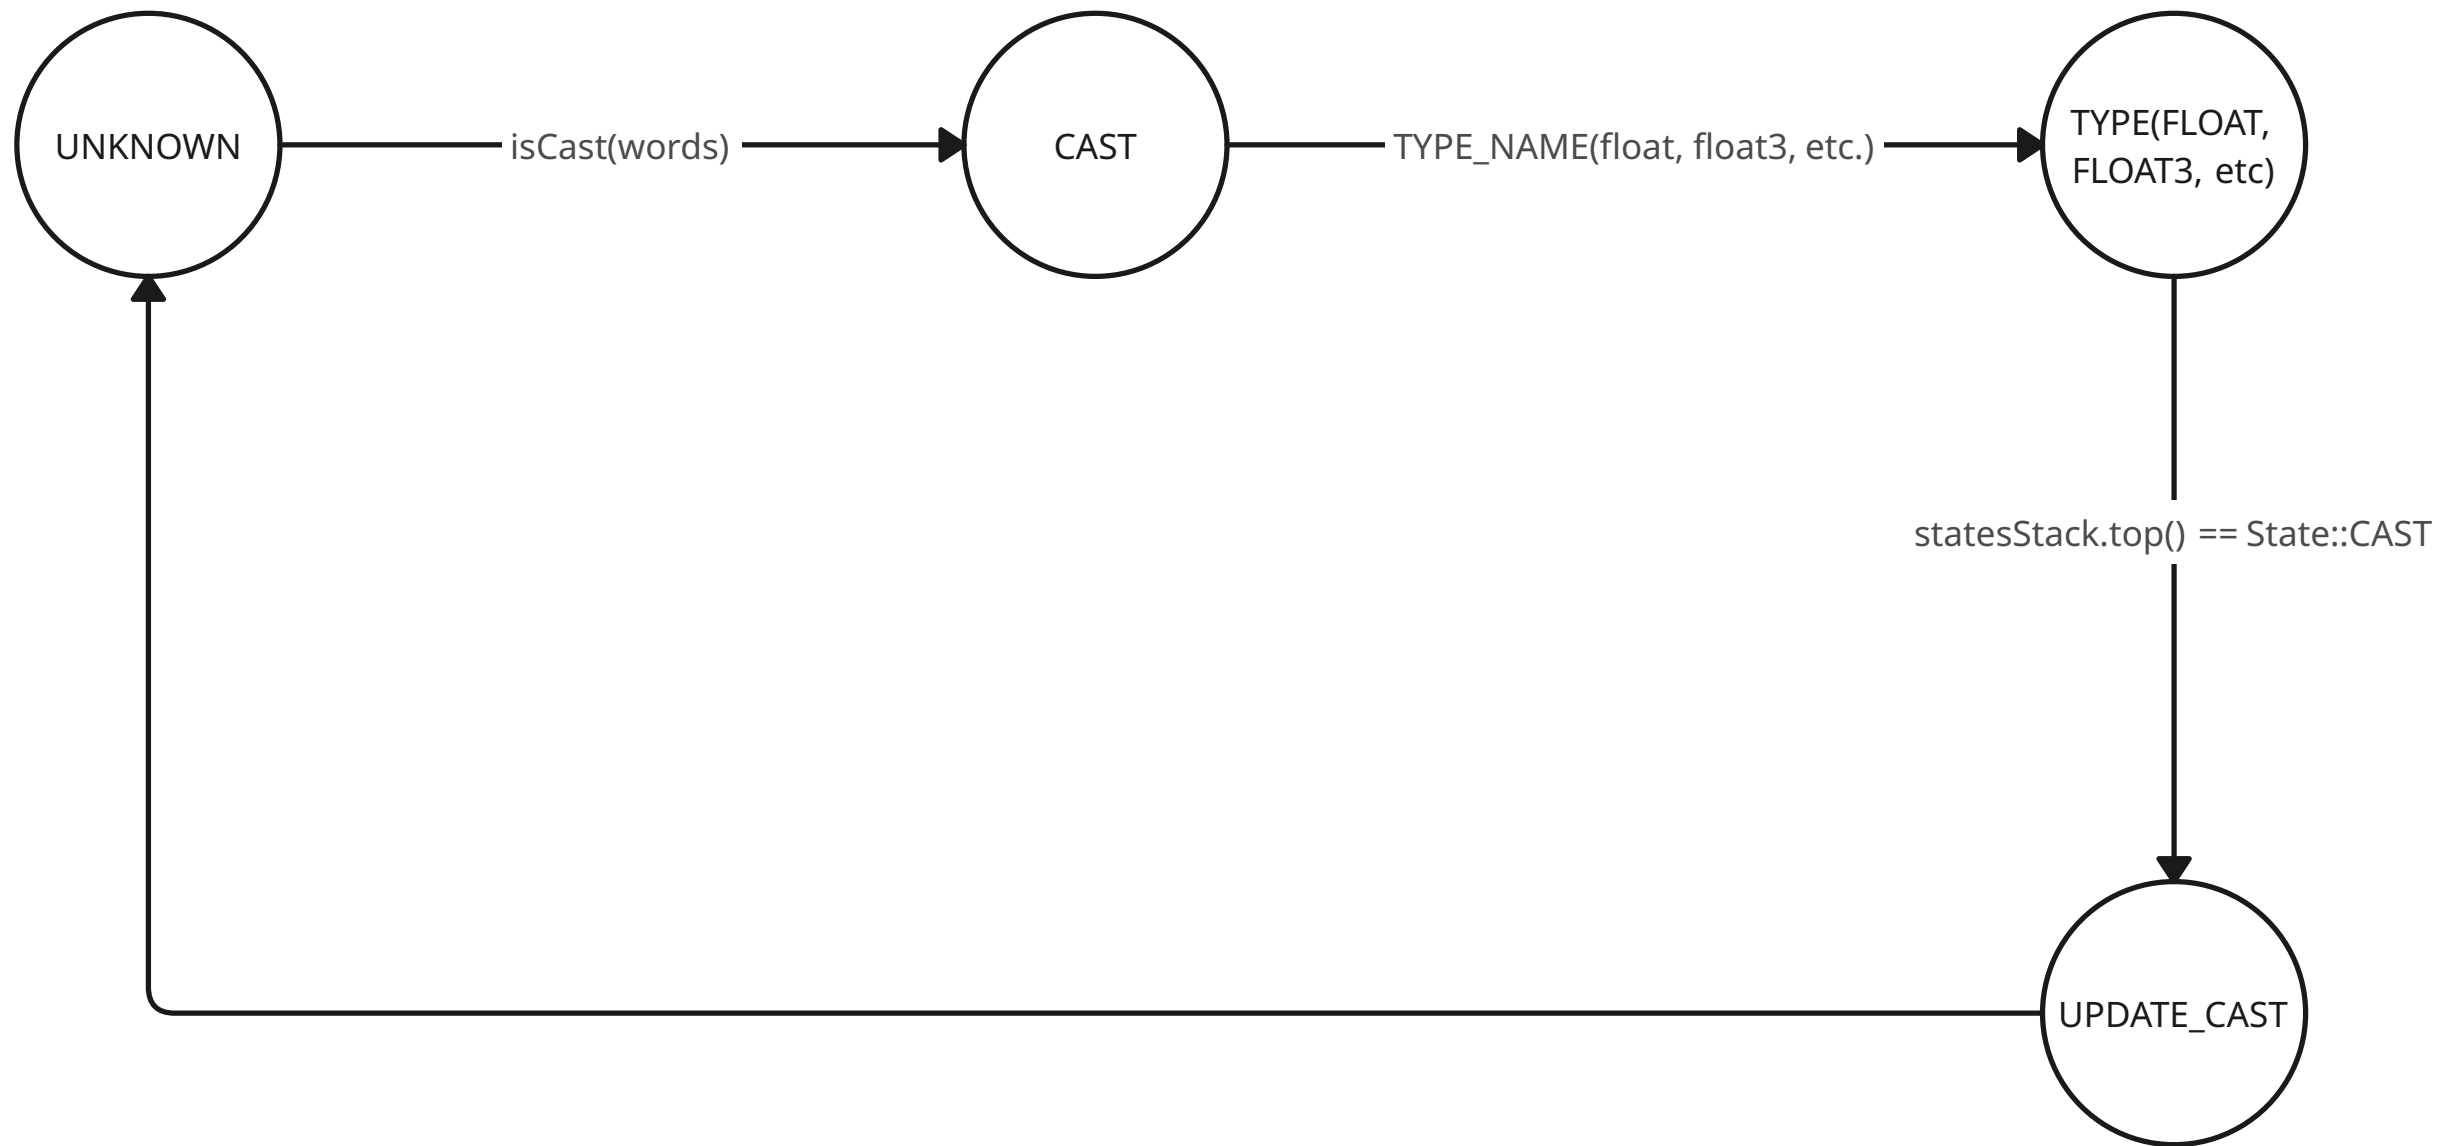 UNKNOWN
isCast(words)
CAST
TYPE_NAME(float, float3, etc.)
TYPE(FLOAT,
FLOAT3, etc)
statesStack.top() == State::CAST
UPDATE_CAST